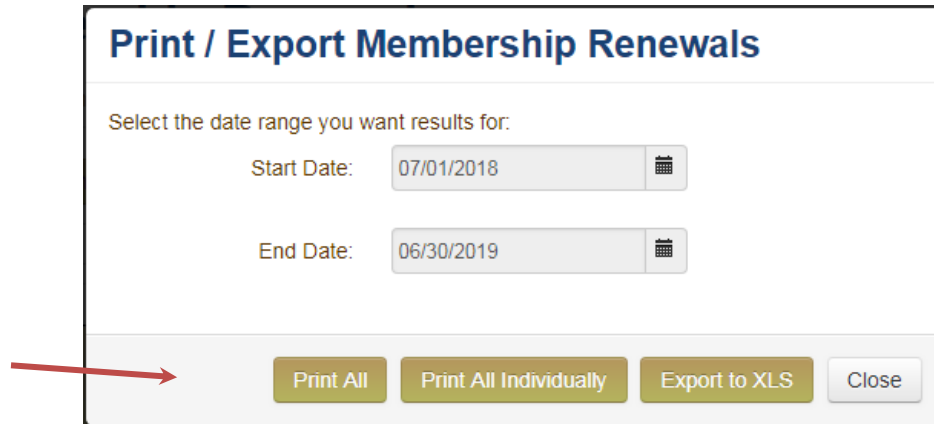 Print / Export Membership Renewals
Select the date range you want results for:
Start Date: 07/01/2018
End Date: 06/30/2019
Print All Print All Individually Export to XLS Close